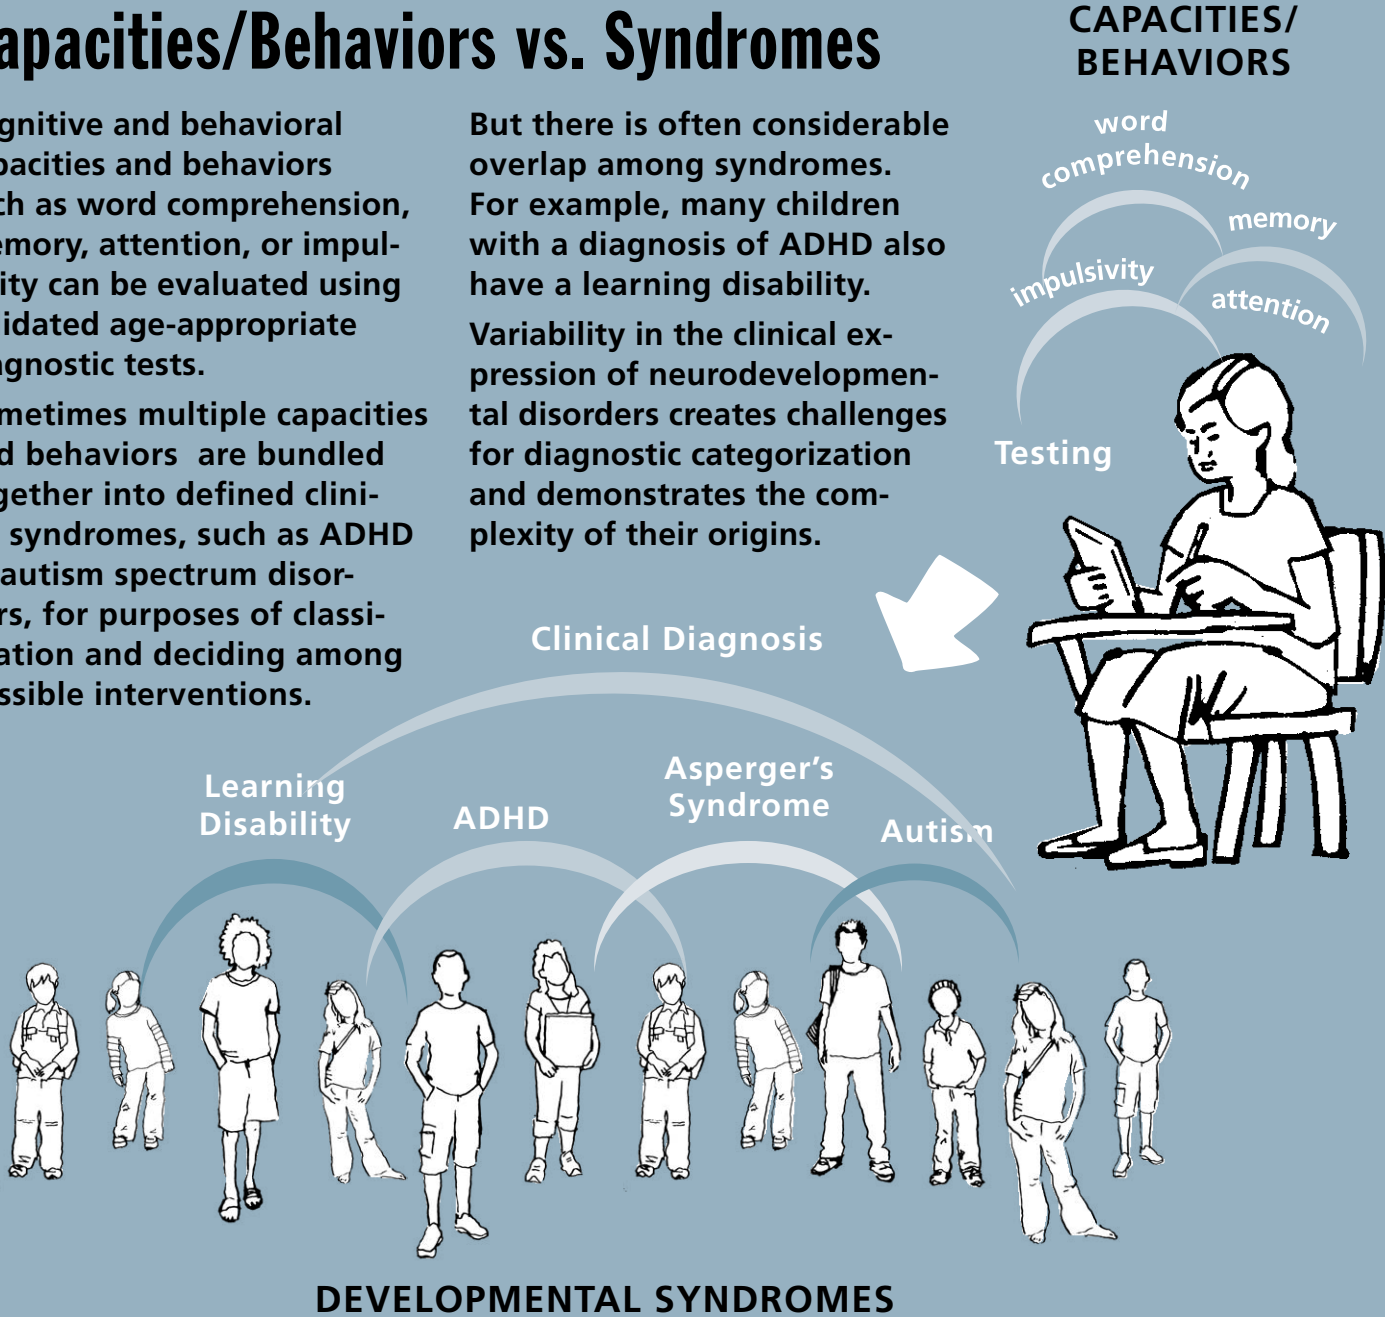 apacities/Behaviors vs. Syndromes
gnitive and behavioral
pacities and behaviors
ch as word comprehension,
emory, attention, or impul-
ity can be evaluated using
idated age-appropriate
agnostic tests.
metimes multiple capacities
d behaviors are bundled
gether into defined clini-
syndromes, such as ADHD
autism spectrum disor-
rs, for purposes of classi-
ation and deciding among
ssible interventions.
But there is often considerable
overlap among syndromes.
For example, many children
with a diagnosis of ADHD also
have a learning disability.
Variability in the clinical ex-
pression of neurodevelopmen-
tal disorders creates challenges
for diagnostic categorization
and demonstrates the com-
plexity of their origins.
CAPACITIES/
BEHAVIORS
word
comprehension
memory
impulsivity
attention
Testing
Clinical Diagnosis
Learning
Disability
ADHD
Asperger's
Syndrome
Autism
DEVELOPMENTAL SYNDROMES